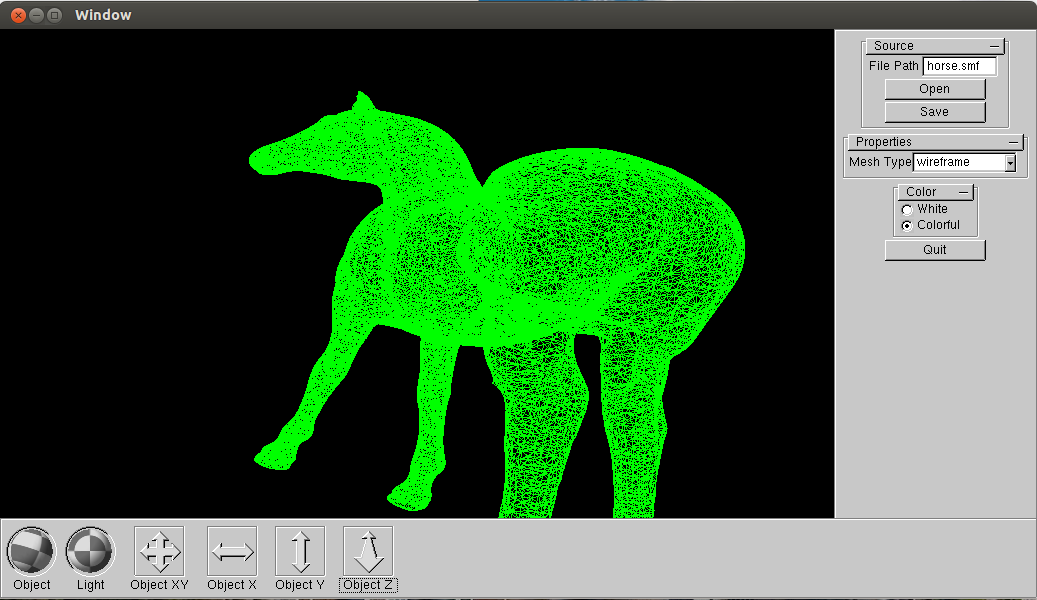 Window
Source
File Path horse.smf
Open
Save
Properties
Mesh Type wireframe
Color
White
Colorful
Quit
Object Light Object XY Object X Object Y Object Z